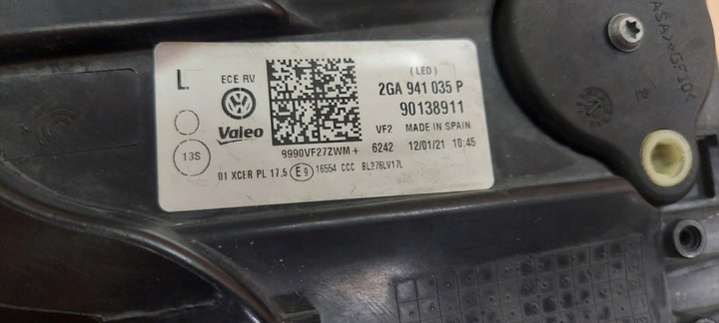 L
ECE RV
(LED)
2GA 941 035 P
90138911
Valeo
VF2 MADE IN SPAIN
13S
9990VF27ZWM+
6242 12/01/21 10:45
01 XCER PL 17.5 E9 16554 CCC